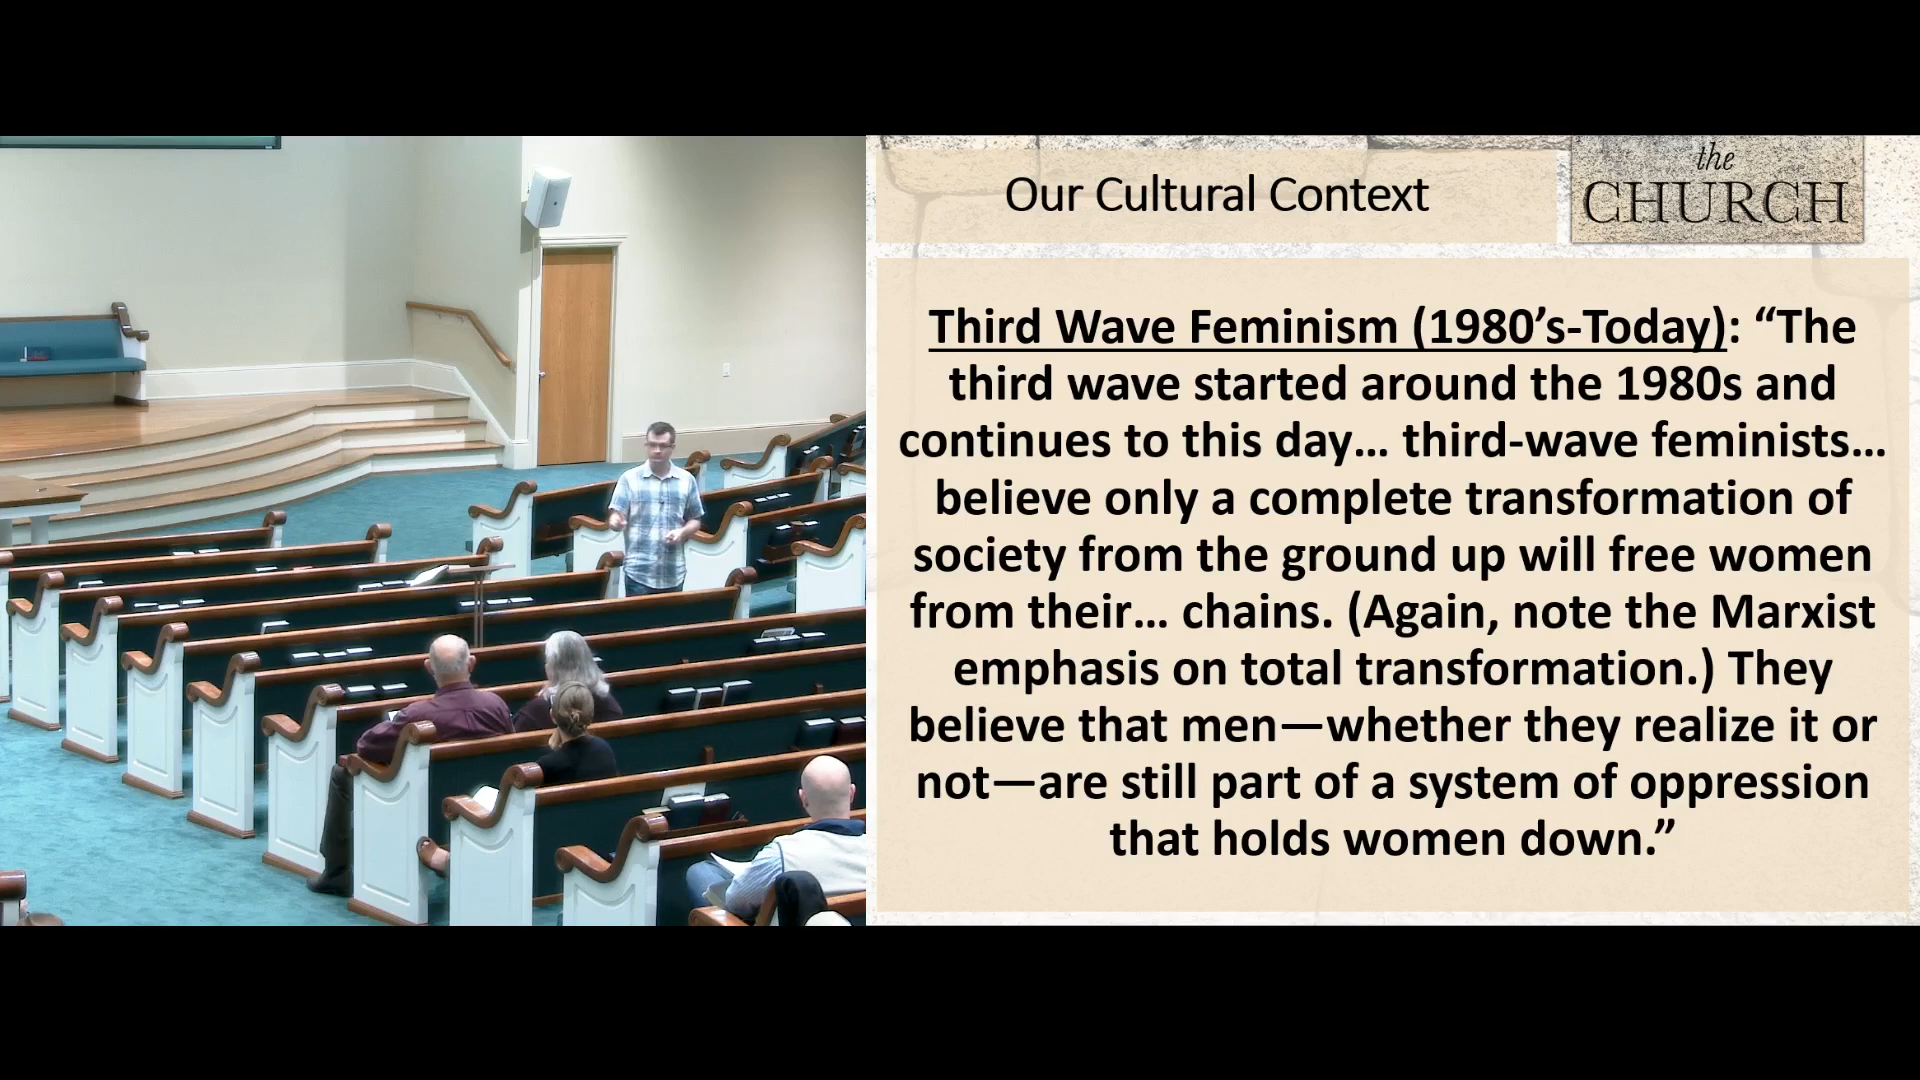 Our Cultural Context
the
CHURCH
Third Wave Feminism (1980’s-Today): “The
third wave started around the 1980s and
continues to this day… third-wave feminists…
believe only a complete transformation of
society from the ground up will free women
from their… chains. (Again, note the Marxist
emphasis on total transformation.) They
believe that men—whether they realize it or
not—are still part of a system of oppression
that holds women down.”